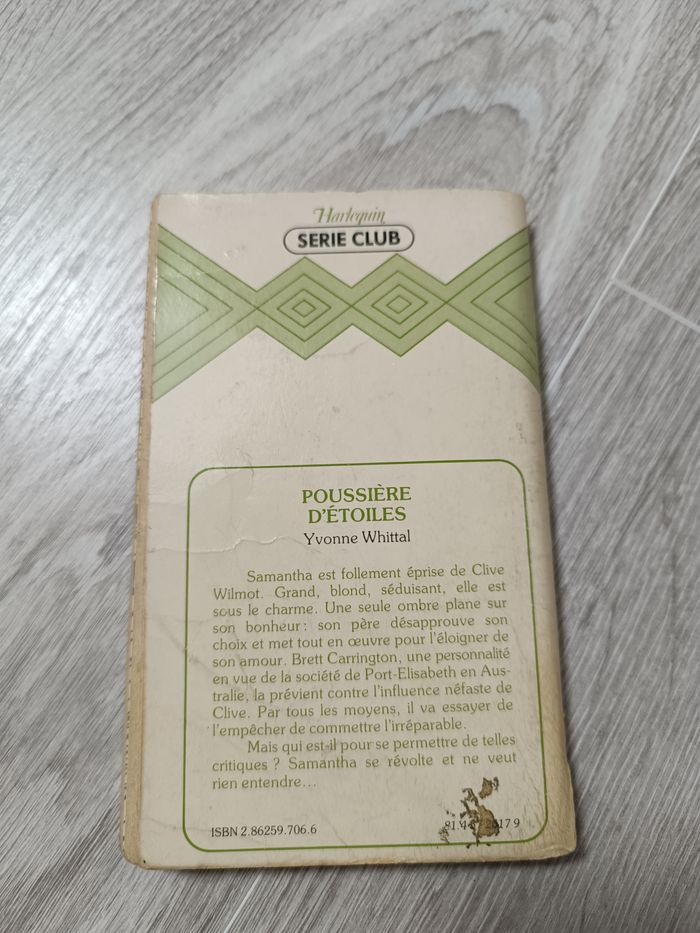 Harlequin
SERIE CLUB
POUSSIÈRE
D'ÉTOILES
Yvonne Whittal
Samantha est follement éprise de Clive
Wilmot. Grand, blond, séduisant, elle est
sous le charme. Une seule ombre plane sur
son bonheur : son père désapprouve son
choix et met tout en œuvre pour l'éloigner de
son amour. Brett Carrington, une personnalité
en vue de la société de Port-Elisabeth en Aus-
tralie, la prévient contre l'influence néfaste de
Clive. Par tous les moyens, il va essayer de
l'empêcher de commettre l'irréparable.
Mais qui est-il pour se permettre de telles
critiques ? Samantha se révolte et ne veut
rien entendre...
ISBN 2.86259.706.6